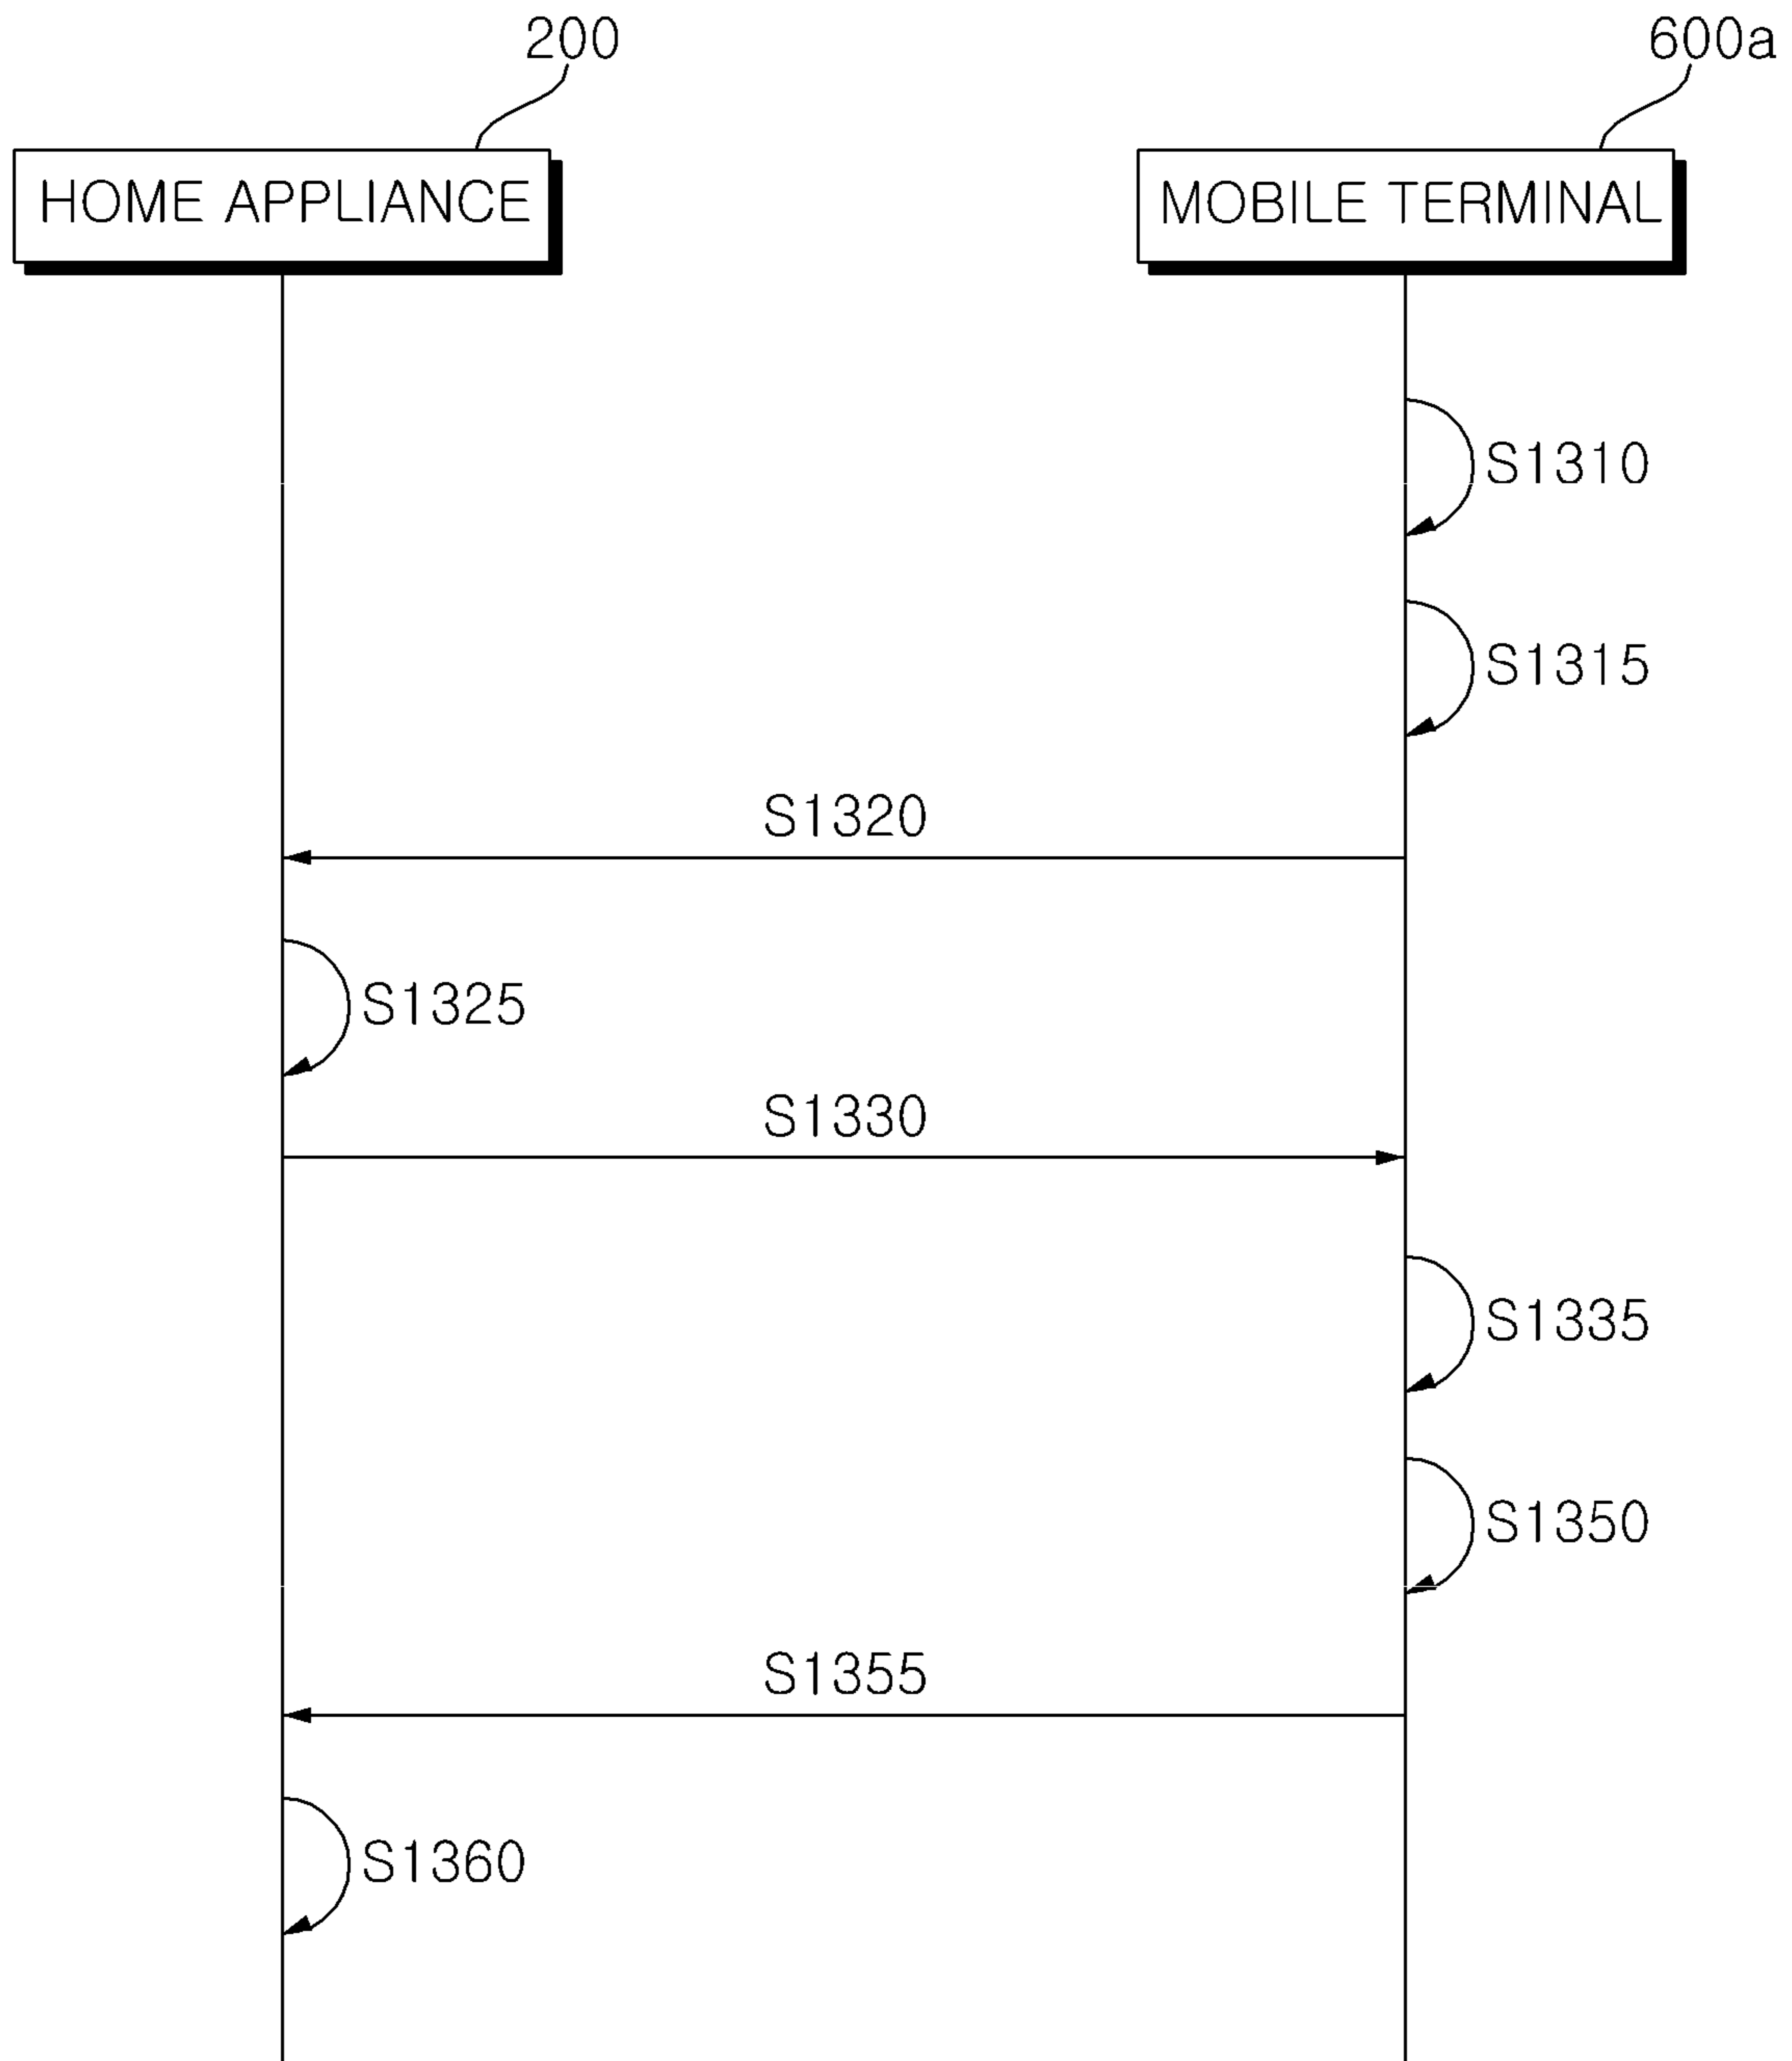 200
600a
HOME APPLIANCE
MOBILE TERMINAL
S1310
S1315
S1320
S1325
S1330
S1335
S1350
S1355
S1360